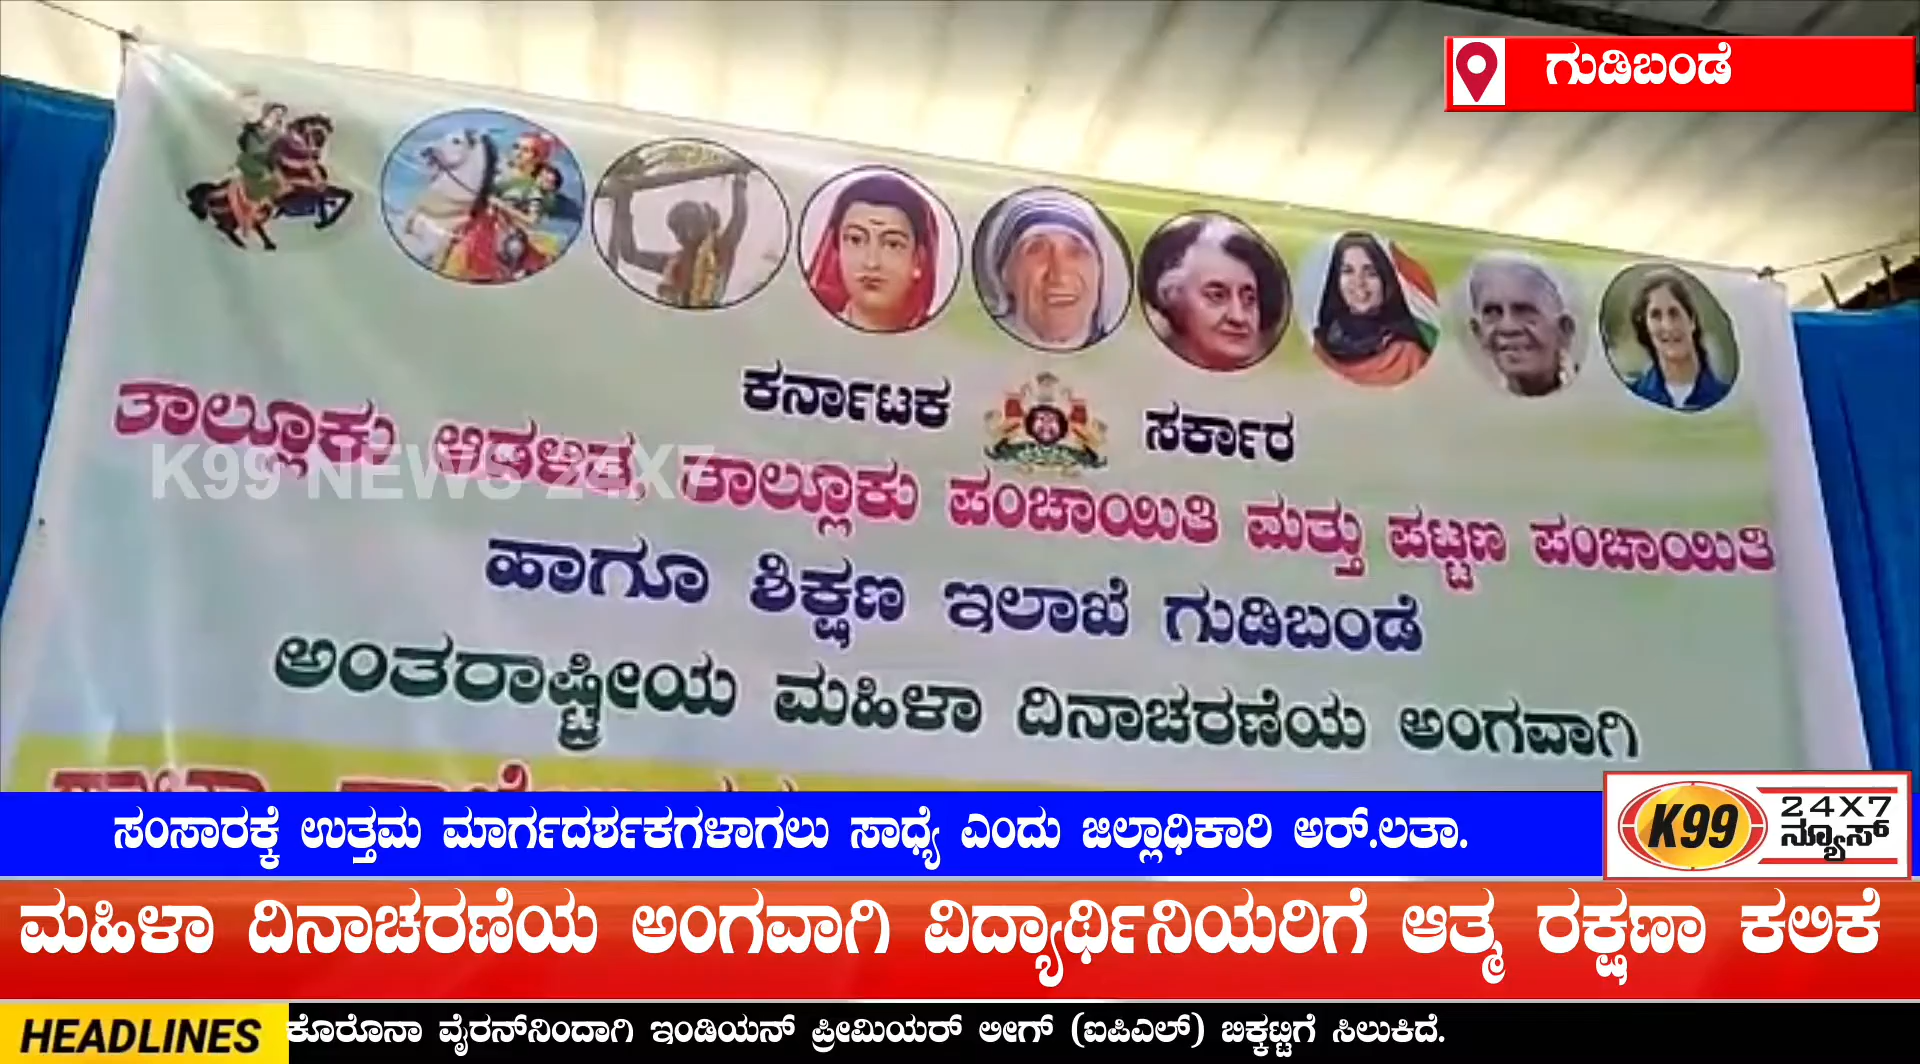 ಗುಡಿಬಂಡೆ
ಕರ್ನಾಟಕ ಸರ್ಕಾರ
ತಾಲ್ಲೂಕು ಆಡಳಿತ, ತಾಲ್ಲೂಕು ಪಂಚಾಯಿತಿ ಮತ್ತು ಪಟ್ಟಣ ಪಂಚಾಯಿತಿ
K99 NEWS 24X7
ಹಾಗೂ ಶಿಕ್ಷಣ ಇಲಾಖೆ ಗುಡಿಬಂಡೆ
ಅಂತರಾಷ್ಟ್ರೀಯ ಮಹಿಳಾ ದಿನಾಚರಣೆಯ ಅಂಗವಾಗಿ
ಸಂಸಾರಕ್ಕೆ ಉತ್ತಮ ಮಾರ್ಗದರ್ಶಕಗಳಾಗಲು ಸಾಧ್ಯೆ ಎಂದು ಜಿಲ್ಲಾಧಿಕಾರಿ ಅರ್.ಲತಾ.
K99 24X7 ನ್ಯೂಸ್
ಮಹಿಳಾ ದಿನಾಚರಣೆಯ ಅಂಗವಾಗಿ ವಿದ್ಯಾರ್ಥಿನಿಯರಿಗೆ ಆತ್ಮ ರಕ್ಷಣಾ ಕಲಿಕೆ
HEADLINES ಕೊರೊನಾ ವೈರಸ್‌ನಿಂದಾಗಿ ಇಂಡಿಯನ್ ಪ್ರೀಮಿಯರ್ ಲೀಗ್ (ಐಪಿಎಲ್) ಬಿಕ್ಕಟ್ಟಿಗೆ ಸಿಲುಕಿದೆ.